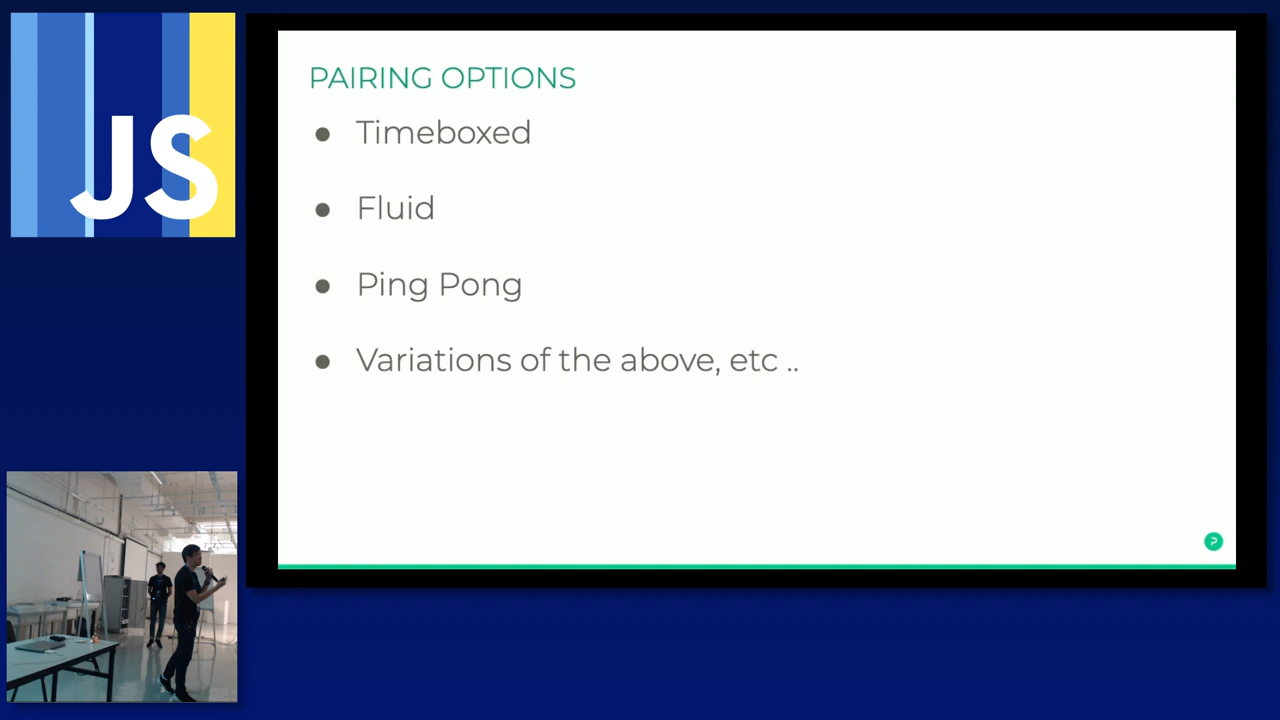 JS
PAIRING OPTIONS
● Timeboxed
● Fluid
● Ping Pong
● Variations of the above, etc ..